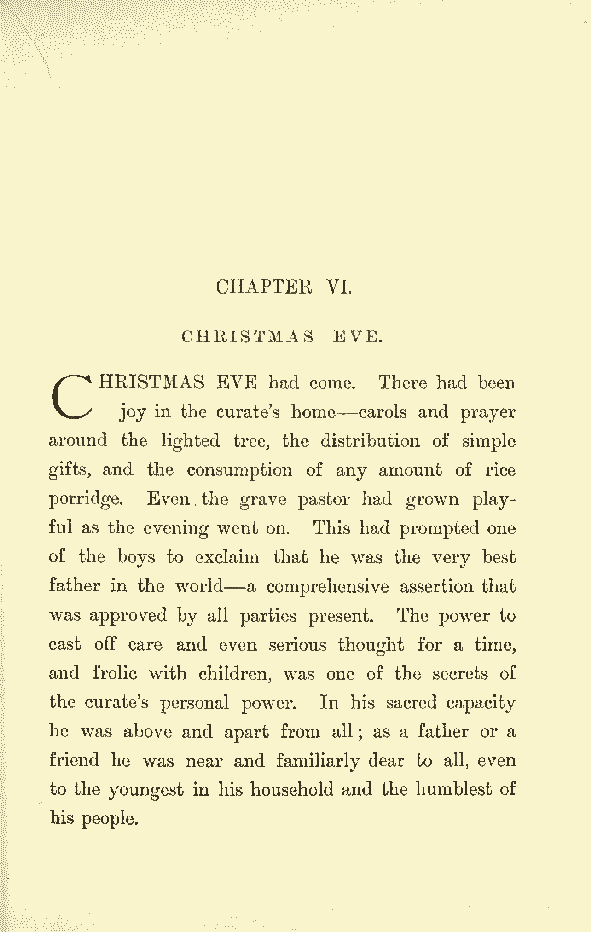 CHAPTER VI.
CHRISTMAS EVE.
CHRISTMAS EVE had come. There had been
joy in the curate's home—carols and prayer
around the lighted tree, the distribution of simple
gifts, and the consumption of any amount of rice
porridge. Even the grave pastor had grown play-
ful as the evening went on. This had prompted one
of the boys to exclaim that he was the very best
father in the world—a comprehensive assertion that
was approved by all parties present. The power to
cast off care and even serious thought for a time,
and frolic with children, was one of the secrets of
the curate's personal power. In his sacred capacity
he was above and apart from all; as a father or a
friend he was near and familiarly dear to all, even
to the youngest in his household and the humblest of
his people.